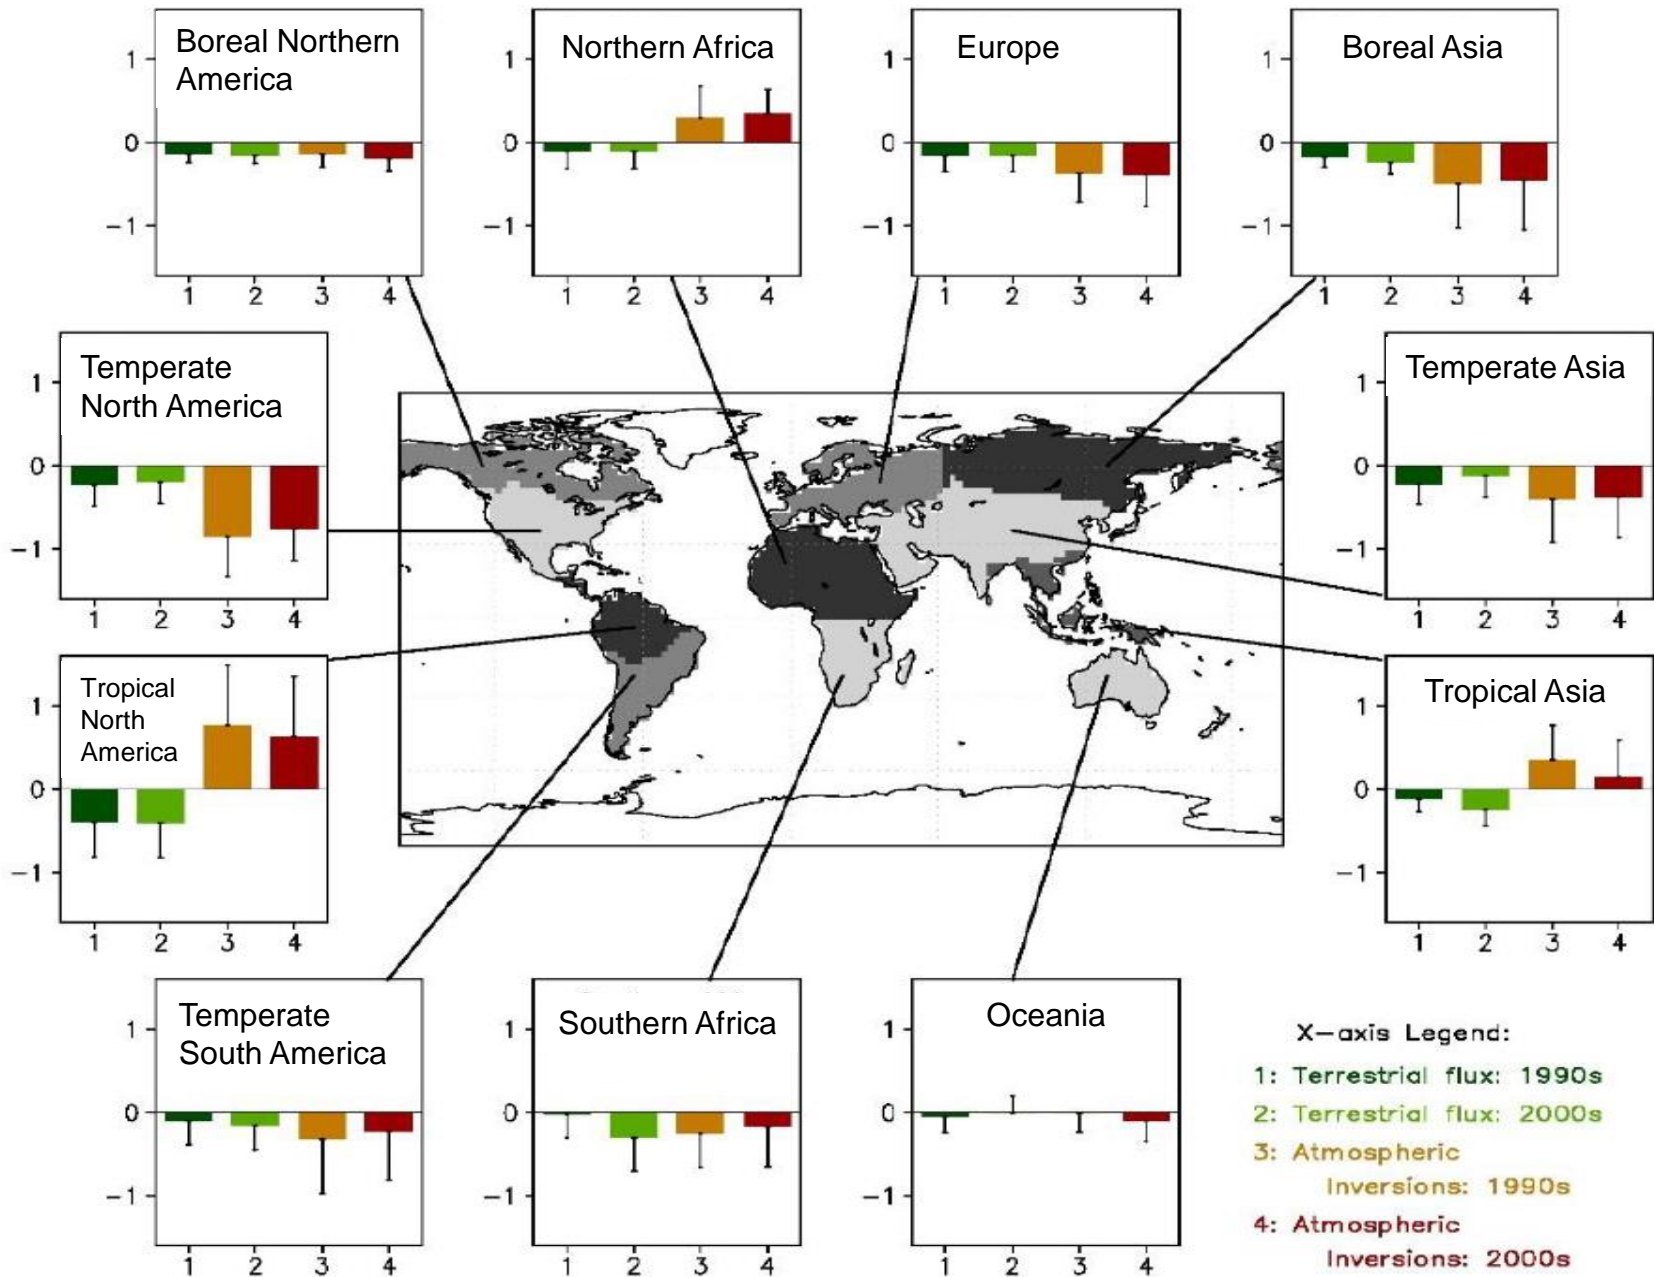 Boreal Northern
America
1
0
−1
1 2 3 4
Northern Africa
1
0
−1
1 2 3 4
Europe
1
0
−1
1 2 3 4
Boreal Asia
1
0
−1
1 2 3 4
Temperate
North America
1
0
−1
1 2 3 4
Temperate Asia
1
0
−1
1 2 3 4
Tropical
North
America
1
0
−1
1 2 3 4
Tropical Asia
1
0
−1
1 2 3 4
Temperate
South America
1
0
−1
1 2 3 4
Southern Africa
1
0
−1
1 2 3 4
Oceania
1
0
−1
1 2 3 4
X−axis Legend:
1: Terrestrial flux: 1990s
2: Terrestrial flux: 2000s
3: Atmospheric
Inversions: 1990s
4: Atmospheric
Inversions: 2000s